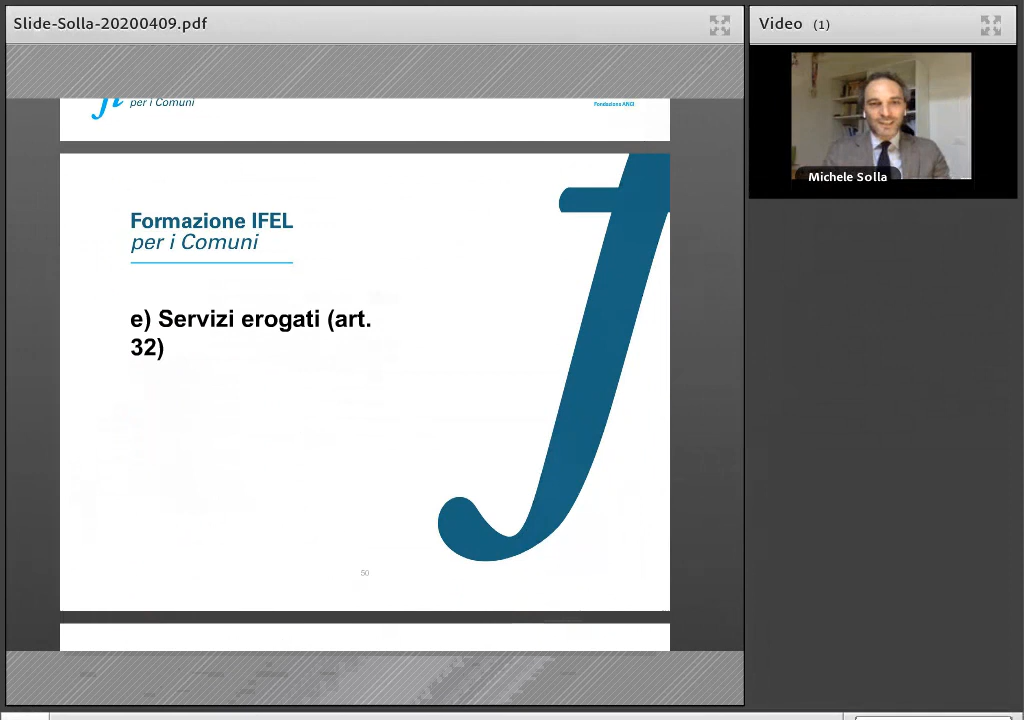 Slide-Solla-20200409.pdf
Video (1)
per i Comuni
Fondazione ANCI
Michele Solla
Formazione IFEL
per i Comuni
e) Servizi erogati (art.
32)
50